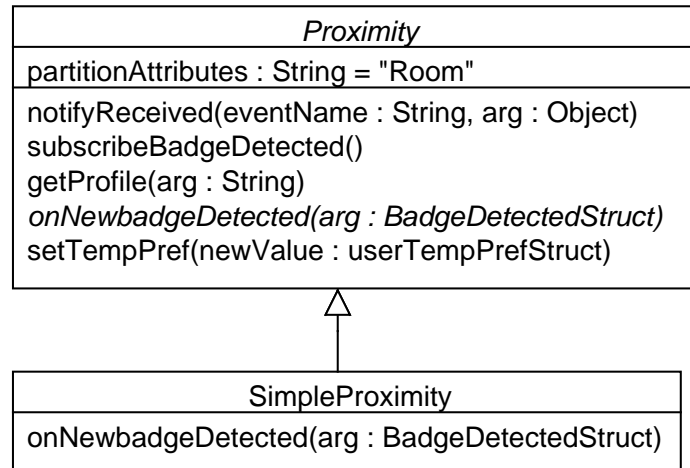 Proximity
partitionAttributes : String = "Room"
notifyReceived(eventName : String, arg : Object)
subscribeBadgeDetected()
getProfile(arg : String)
onNewbadgeDetected(arg : BadgeDetectedStruct)
setTempPref(newValue : userTempPrefStruct)
SimpleProximity
onNewbadgeDetected(arg : BadgeDetectedStruct)